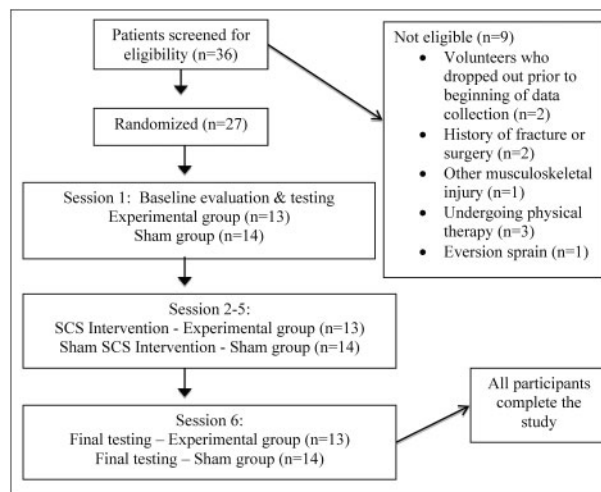 Patients screened for
eligibility (n=36)
Not eligible (n=9)
• Volunteers who
dropped out prior to
beginning of data
collection (n=2)
• History of fracture or
surgery (n=2)
• Other musculoskeletal
injury (n=1)
• Undergoing physical
therapy (n=3)
• Eversion sprain (n=1)
Randomized (n=27)
Session 1:  Baseline evaluation & testing
Experimental group (n=13)
Sham group (n=14)
Session 2-5:
SCS Intervention - Experimental group (n=13)
Sham SCS Intervention - Sham group (n=14)
Session 6:
Final testing – Experimental group (n=13)
Final testing – Sham group (n=14)
All participants
complete the
study